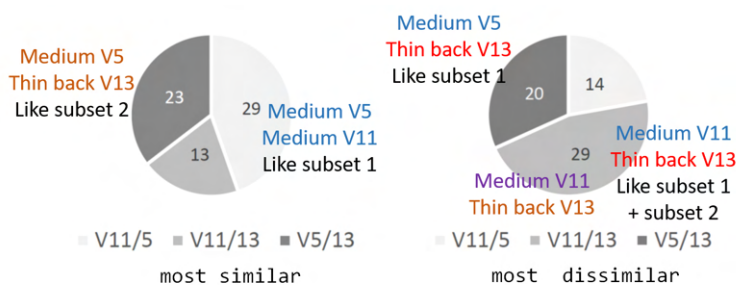 Medium V5
Thin back V13
Like subset 2
23
29
13
Medium V5
Medium V11
Like subset 1
V11/5 V11/13 V5/13
most similar
Medium V5
Thin back V13
Like subset 1
20
14
29
Medium V11
Thin back V13
Like subset 1
+ subset 2
Medium V11
Thin back V13
V11/5 V11/13 V5/13
most dissimilar